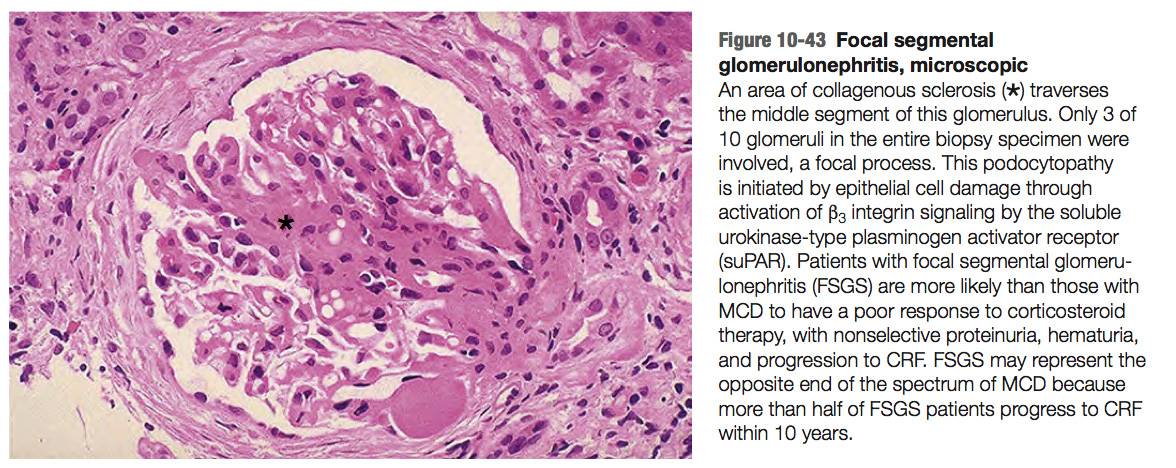 Figure 10-43 Focal segmental
glomerulonephritis, microscopic
An area of collagenous sclerosis (*) traverses
the middle segment of this glomerulus. Only 3 of
10 glomeruli in the entire biopsy specimen were
involved, a focal process. This podocytopathy
is initiated by epithelial cell damage through
activation of β₃ integrin signaling by the soluble
urokinase-type plasminogen activator receptor
(suPAR). Patients with focal segmental glomeru-
lonephritis (FSGS) are more likely than those with
MCD to have a poor response to corticosteroid
therapy, with nonselective proteinuria, hematuria,
and progression to CRF. FSGS may represent the
opposite end of the spectrum of MCD because
more than half of FSGS patients progress to CRF
within 10 years.